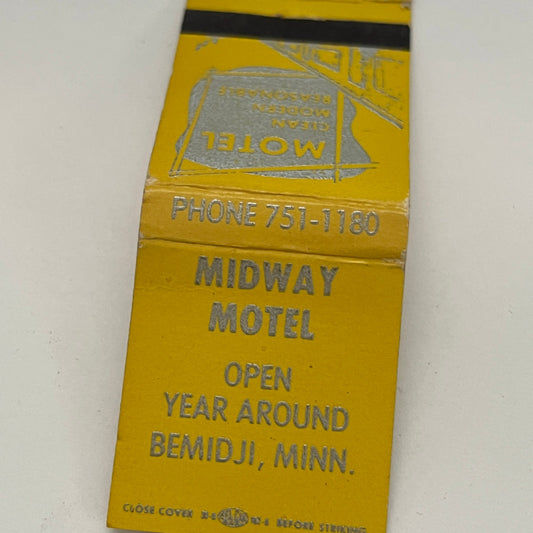 MOTEL
CLEAN
MODERN
REASONABLE
PHONE 751-1180
MIDWAY
MOTEL
OPEN
YEAR AROUND
BEMIDJI, MINN.
CLOSE COVER BEFORE STRIKING